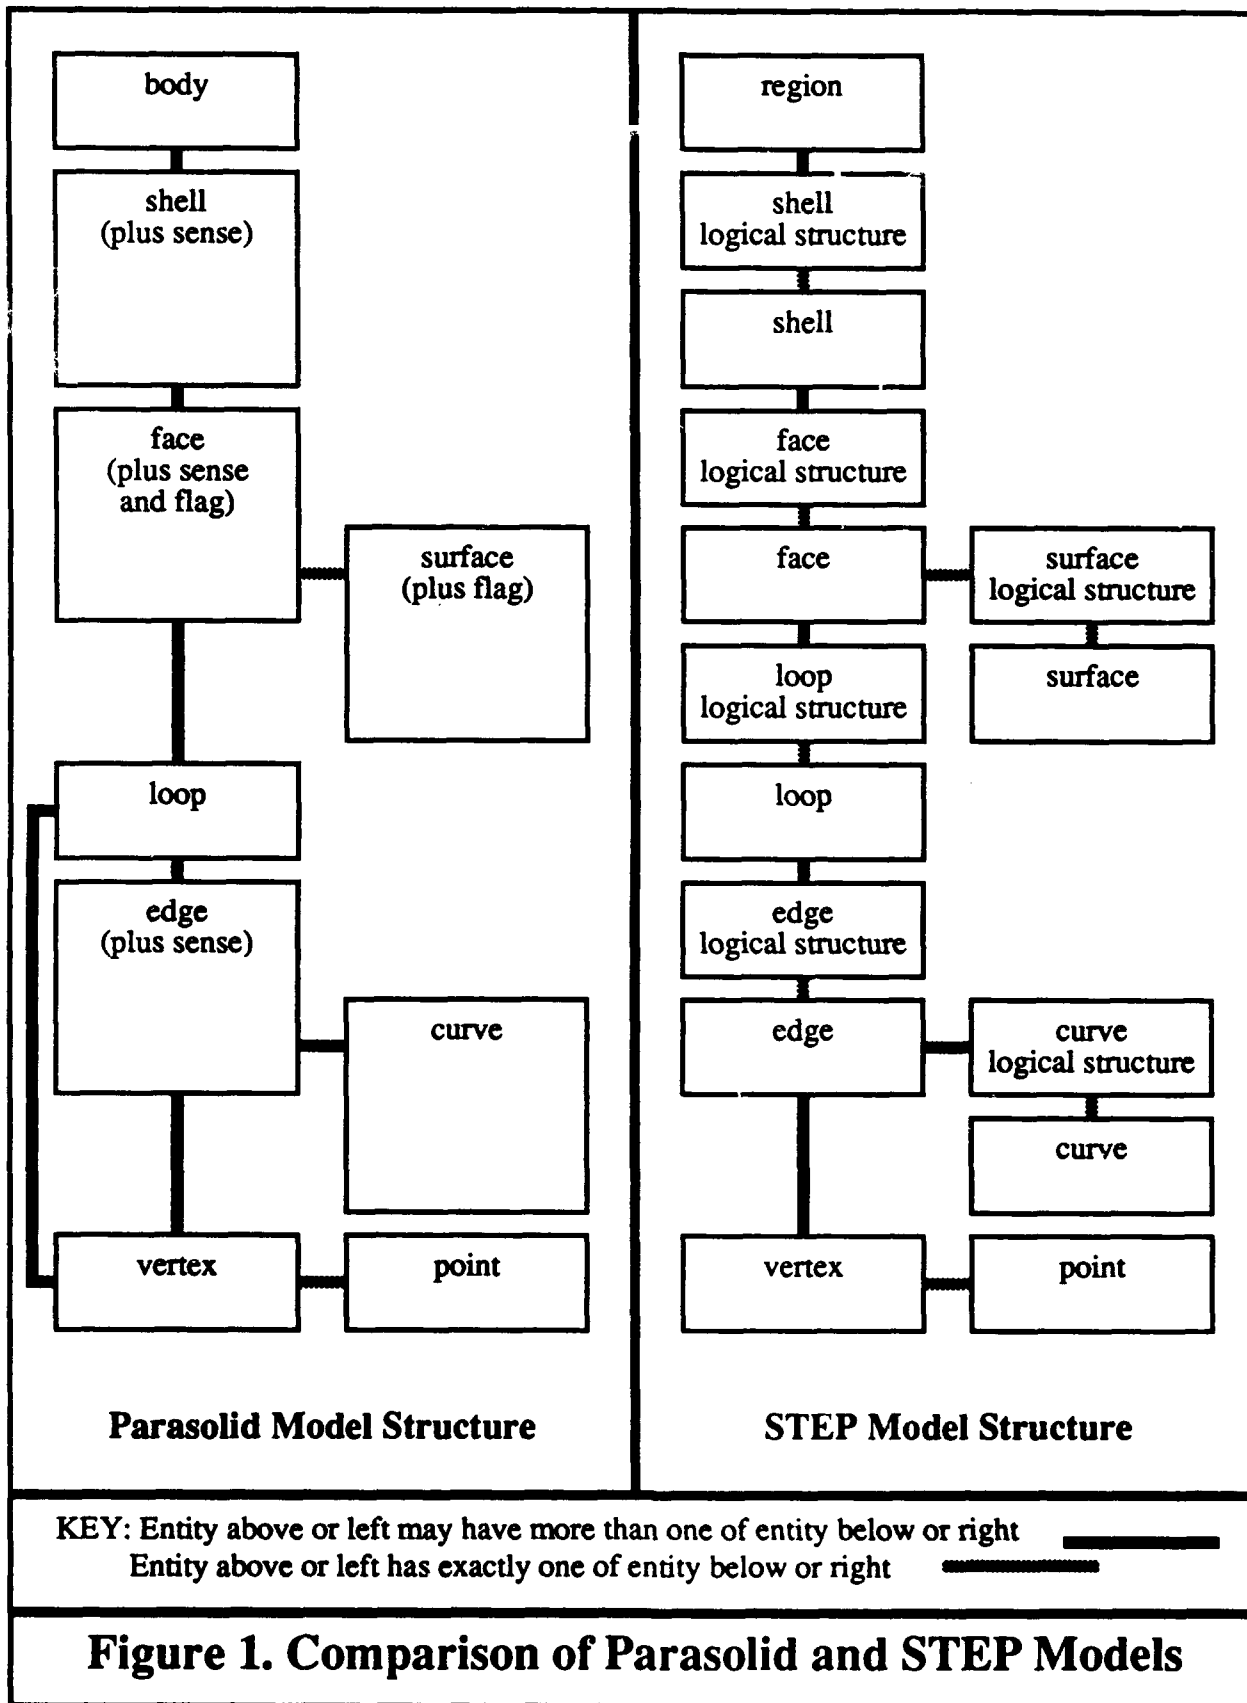 body
shell
(plus sense)
face
(plus sense
and flag)
surface
(plus flag)
loop
edge
(plus sense)
curve
vertex
point
Parasolid Model Structure
region
shell
logical structure
shell
face
logical structure
face
surface
logical structure
surface
loop
logical structure
loop
edge
logical structure
edge
curve
logical structure
curve
vertex
point
STEP Model Structure
KEY: Entity above or left may have more than one of entity below or right
Entity above or left has exactly one of entity below or right
Figure 1. Comparison of Parasolid and STEP Models